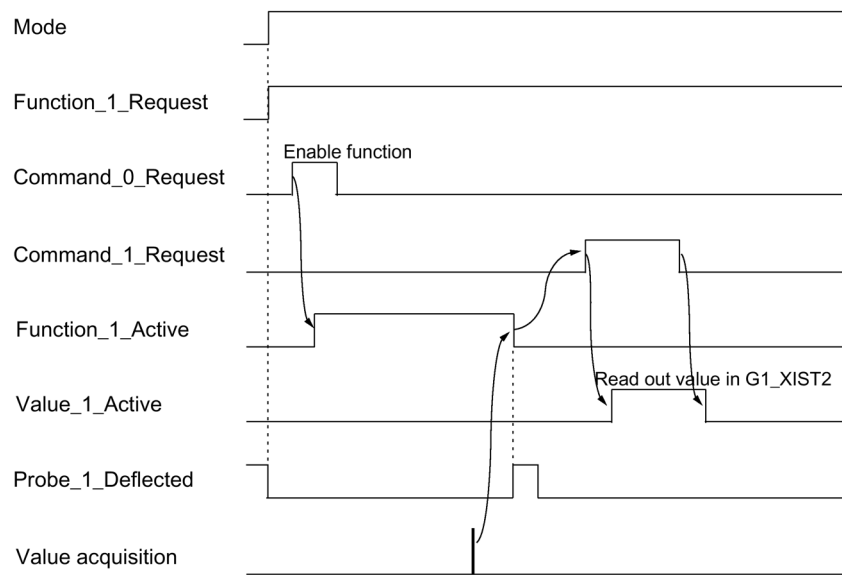 Mode
Function_1_Request
Enable function
Command_0_Request
Command_1_Request
Function_1_Active
Read out value in G1_XIST2
Value_1_Active
Probe_1_Deflected
Value acquisition